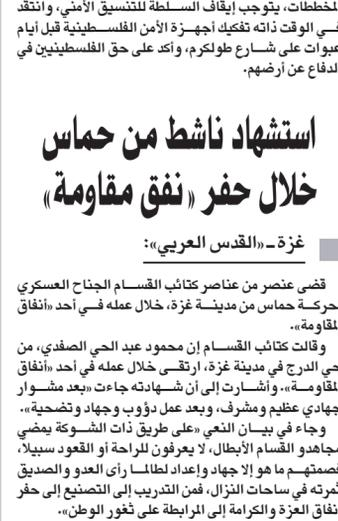 لمخططات، يتوجب إيقاف السلطة للتنسيق الأمني، وانتقد
في الوقت ذاته تفكيك أجهزة الأمن الفلسطينية قبل أيام
عبوات على شارع طولكرم، وأكد على حق الفلسطينيين في
لدفاع عن أرضهم.
استشهاد ناشط من حماس
خلال حفر «نفق مقاومة»
غزة ـ «القدس العربي»:
قضى عنصر من عناصر كتائب القسام الجناح العسكري
لحركة حماس من مدينة غزة، خلال عمله في أحد «أنفاق
لمقاومة».
وقالت كتائب القسام إن محمود عبد الحي الصفدي، من
حي الدرج في مدينة غزة، ارتقى خلال عمله في أحد «أنفاق
لمقاومة». وأشارت إلى أن شهادته جاءت «بعد مشوار
جهادي عظيم ومشرف، وبعد عمل دؤوب وجهاد وتضحية».
وجاء في بيان النعي «على طريق ذات الشوكة يمضي
مجاهدو القسام الأبطال، لا يعرفون للراحة أو القعود سبيلاً،
فصمتهم ما هو إلا جهاد وإعداد لطالما رأى العدو والصديق
ثمرته في ساحات النزال، فمن التدريب إلى التصنيع إلى حفر
نفاق العزة والكرامة إلى المرابطة على ثغور الوطن».